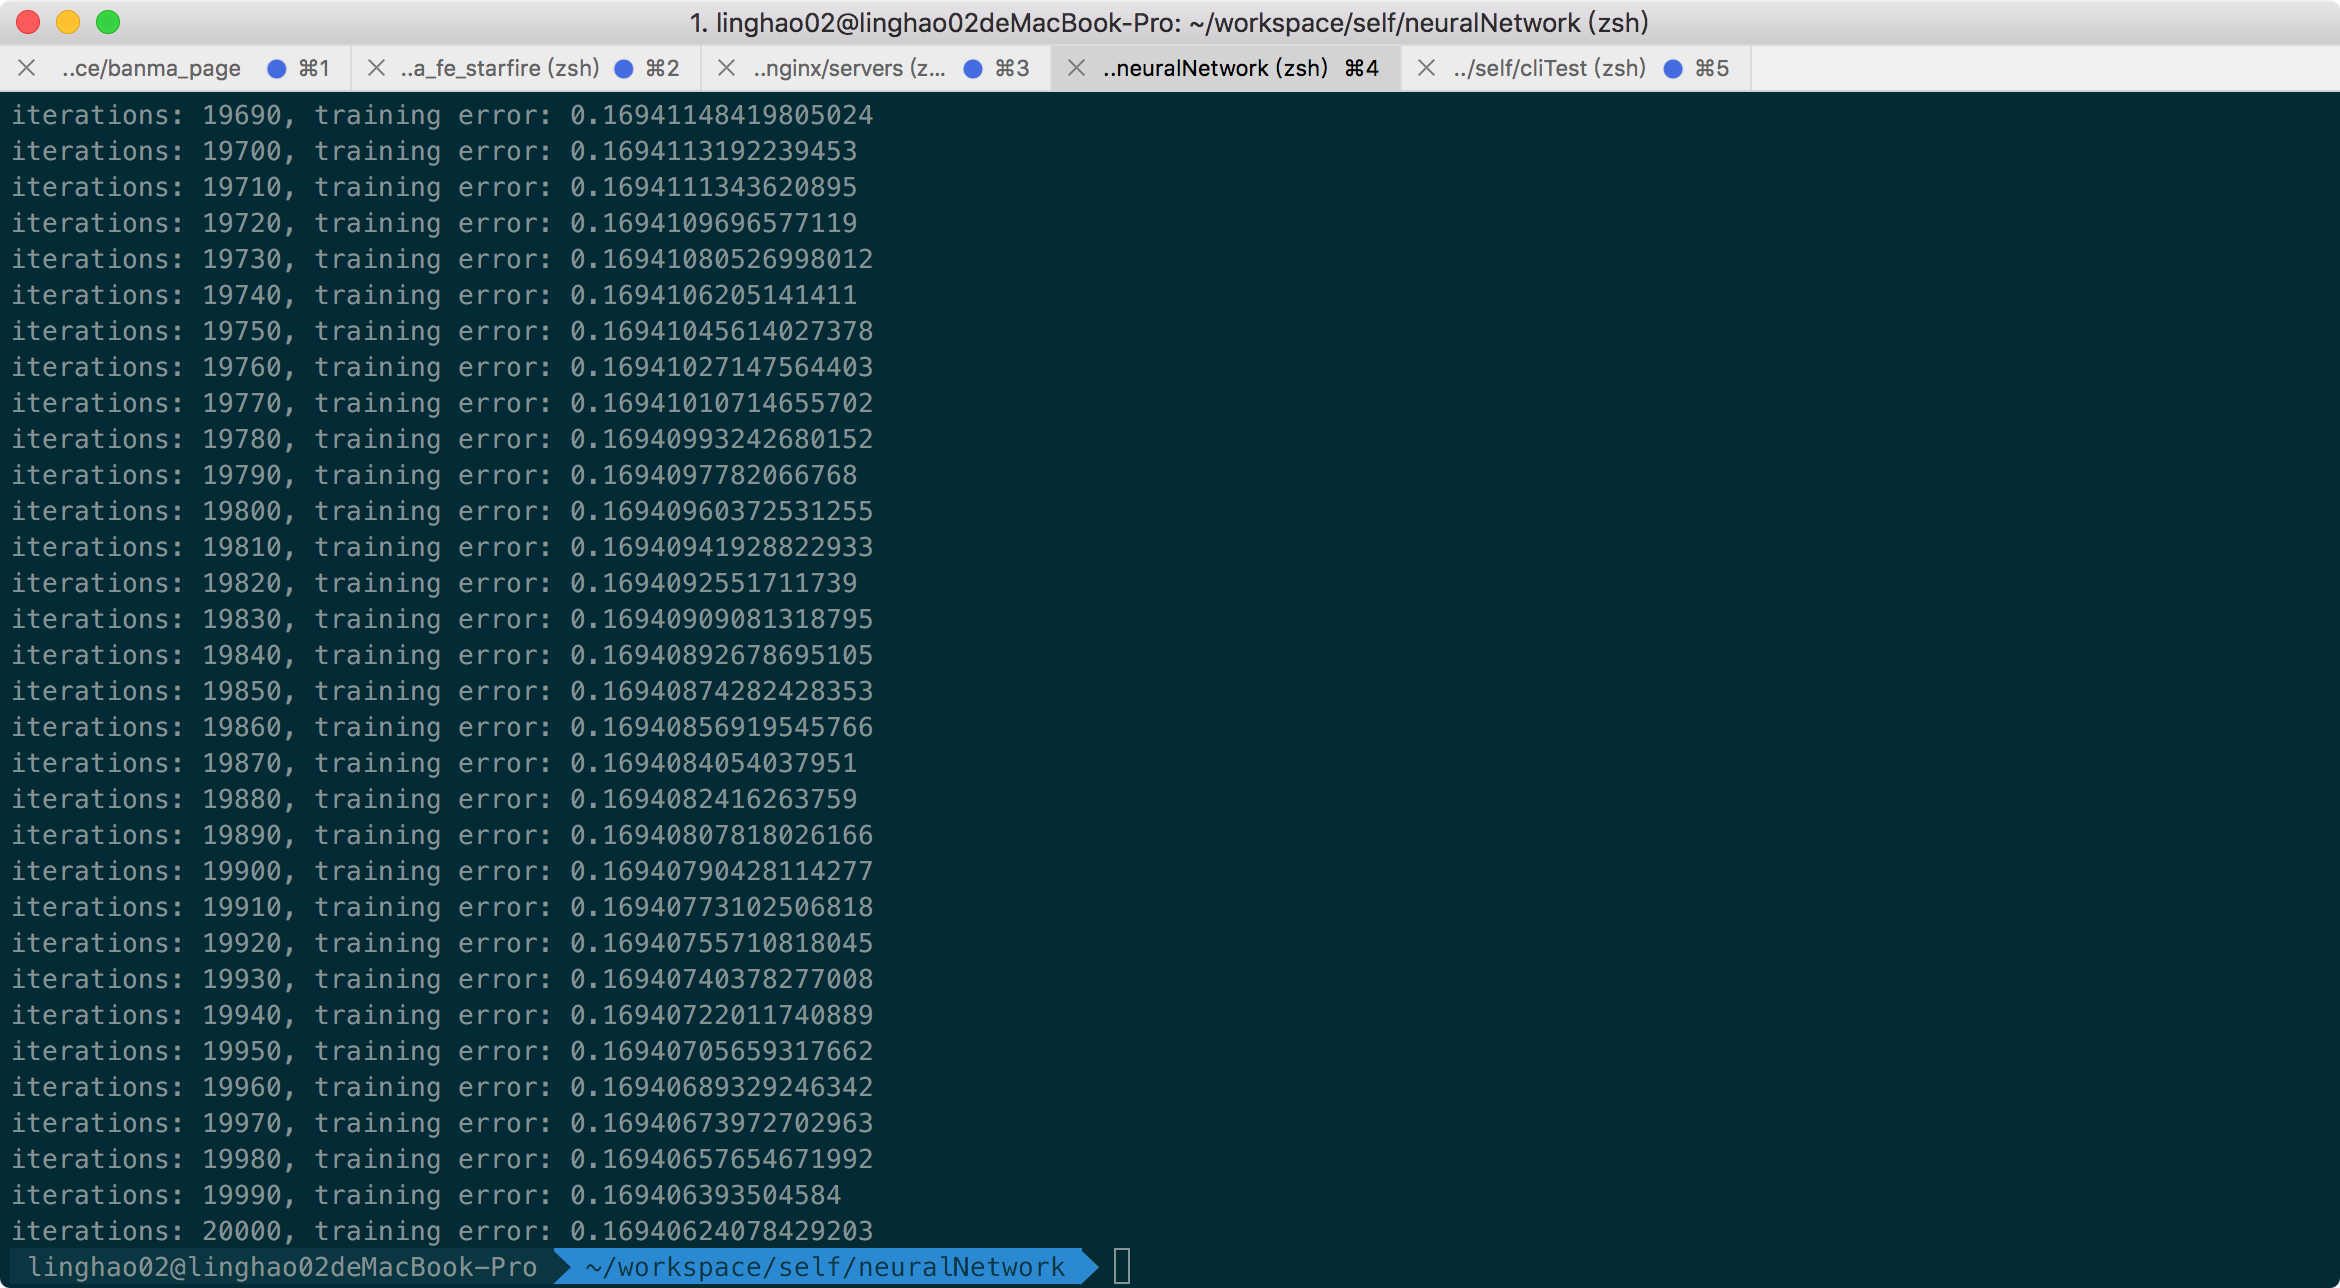 1. linghao02@linghao02deMacBook-Pro: ~/workspace/self/neuralNetwork (zsh)
..ce/banma_page ⌘1 ..a_fe_starfire (zsh) ⌘2 ..nginx/servers (z... ⌘3 ..neuralNetwork (zsh) ⌘4 ../self/cliTest (zsh) ⌘5
iterations: 19690, training error: 0.16941148419805024
iterations: 19700, training error: 0.1694113192239453
iterations: 19710, training error: 0.1694111343620895
iterations: 19720, training error: 0.1694109696577119
iterations: 19730, training error: 0.16941080526998012
iterations: 19740, training error: 0.1694106205141411
iterations: 19750, training error: 0.16941045614027378
iterations: 19760, training error: 0.16941027147564403
iterations: 19770, training error: 0.16941010714655702
iterations: 19780, training error: 0.16940993242680152
iterations: 19790, training error: 0.1694097782066768
iterations: 19800, training error: 0.16940960372531255
iterations: 19810, training error: 0.16940941928822933
iterations: 19820, training error: 0.1694092551711739
iterations: 19830, training error: 0.16940909081318795
iterations: 19840, training error: 0.16940892678695105
iterations: 19850, training error: 0.16940874282428353
iterations: 19860, training error: 0.16940856919545766
iterations: 19870, training error: 0.1694084054037951
iterations: 19880, training error: 0.1694082416263759
iterations: 19890, training error: 0.16940807818026166
iterations: 19900, training error: 0.16940790428114277
iterations: 19910, training error: 0.16940773102506818
iterations: 19920, training error: 0.16940755710818045
iterations: 19930, training error: 0.16940740378277008
iterations: 19940, training error: 0.16940722011740889
iterations: 19950, training error: 0.16940705659317662
iterations: 19960, training error: 0.16940689329246342
iterations: 19970, training error: 0.16940673972702963
iterations: 19980, training error: 0.16940657654671992
iterations: 19990, training error: 0.169406393504584
iterations: 20000, training error: 0.16940624078429203
linghao02@linghao02deMacBook-Pro ~/workspace/self/neuralNetwork